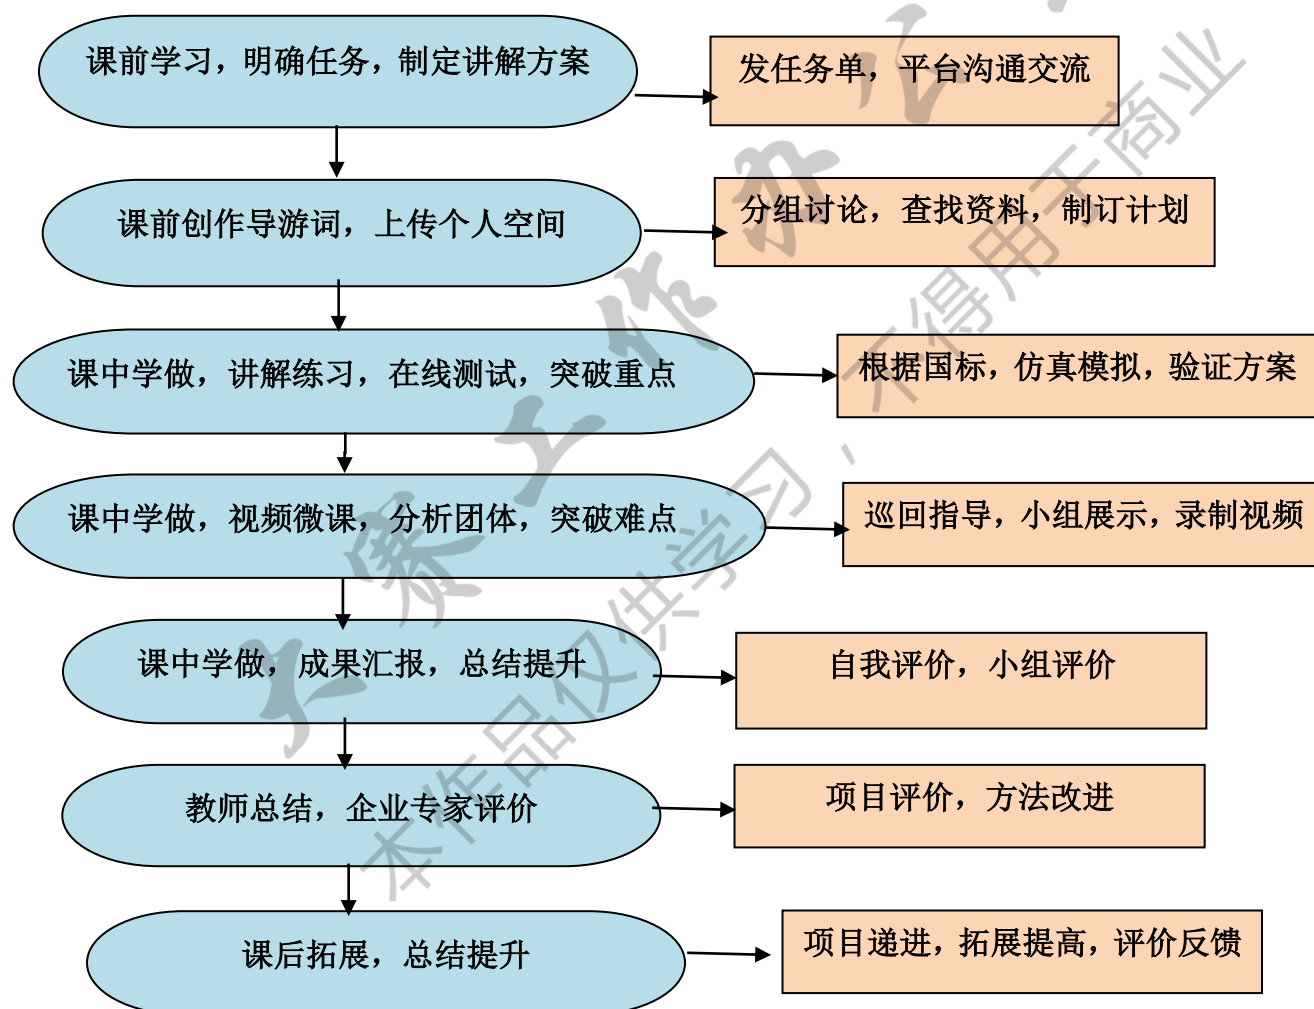 课前学习，明确任务，制定讲解方案
发任务单，平台沟通交流
课前创作导游词，上传个人空间
分组讨论，查找资料，制订计划
课中学做，讲解练习，在线测试，突破重点
根据国标，仿真模拟，验证方案
课中学做，视频微课，分析团体，突破难点
巡回指导，小组展示，录制视频
课中学做，成果汇报，总结提升
自我评价，小组评价
教师总结，企业专家评价
项目评价，方法改进
课后拓展，总结提升
项目递进，拓展提高，评价反馈
大赛工作办公
本作品仅供学习，不得用于商业